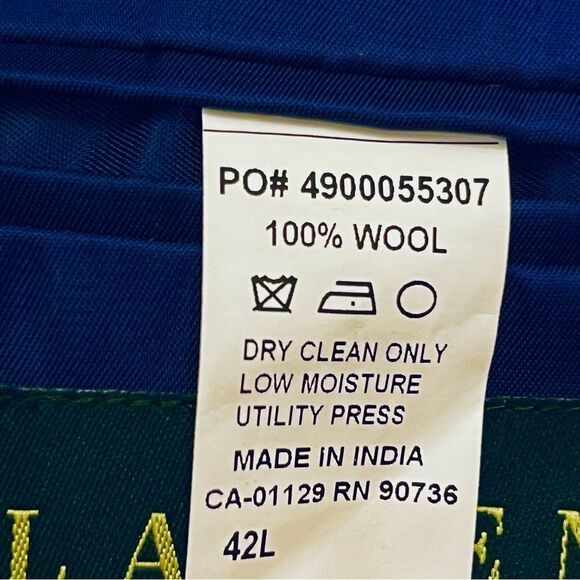 PO# 4900055307
100% WOOL
DRY CLEAN ONLY
LOW MOISTURE
UTILITY PRESS
MADE IN INDIA
CA-01129 RN 90736
42L